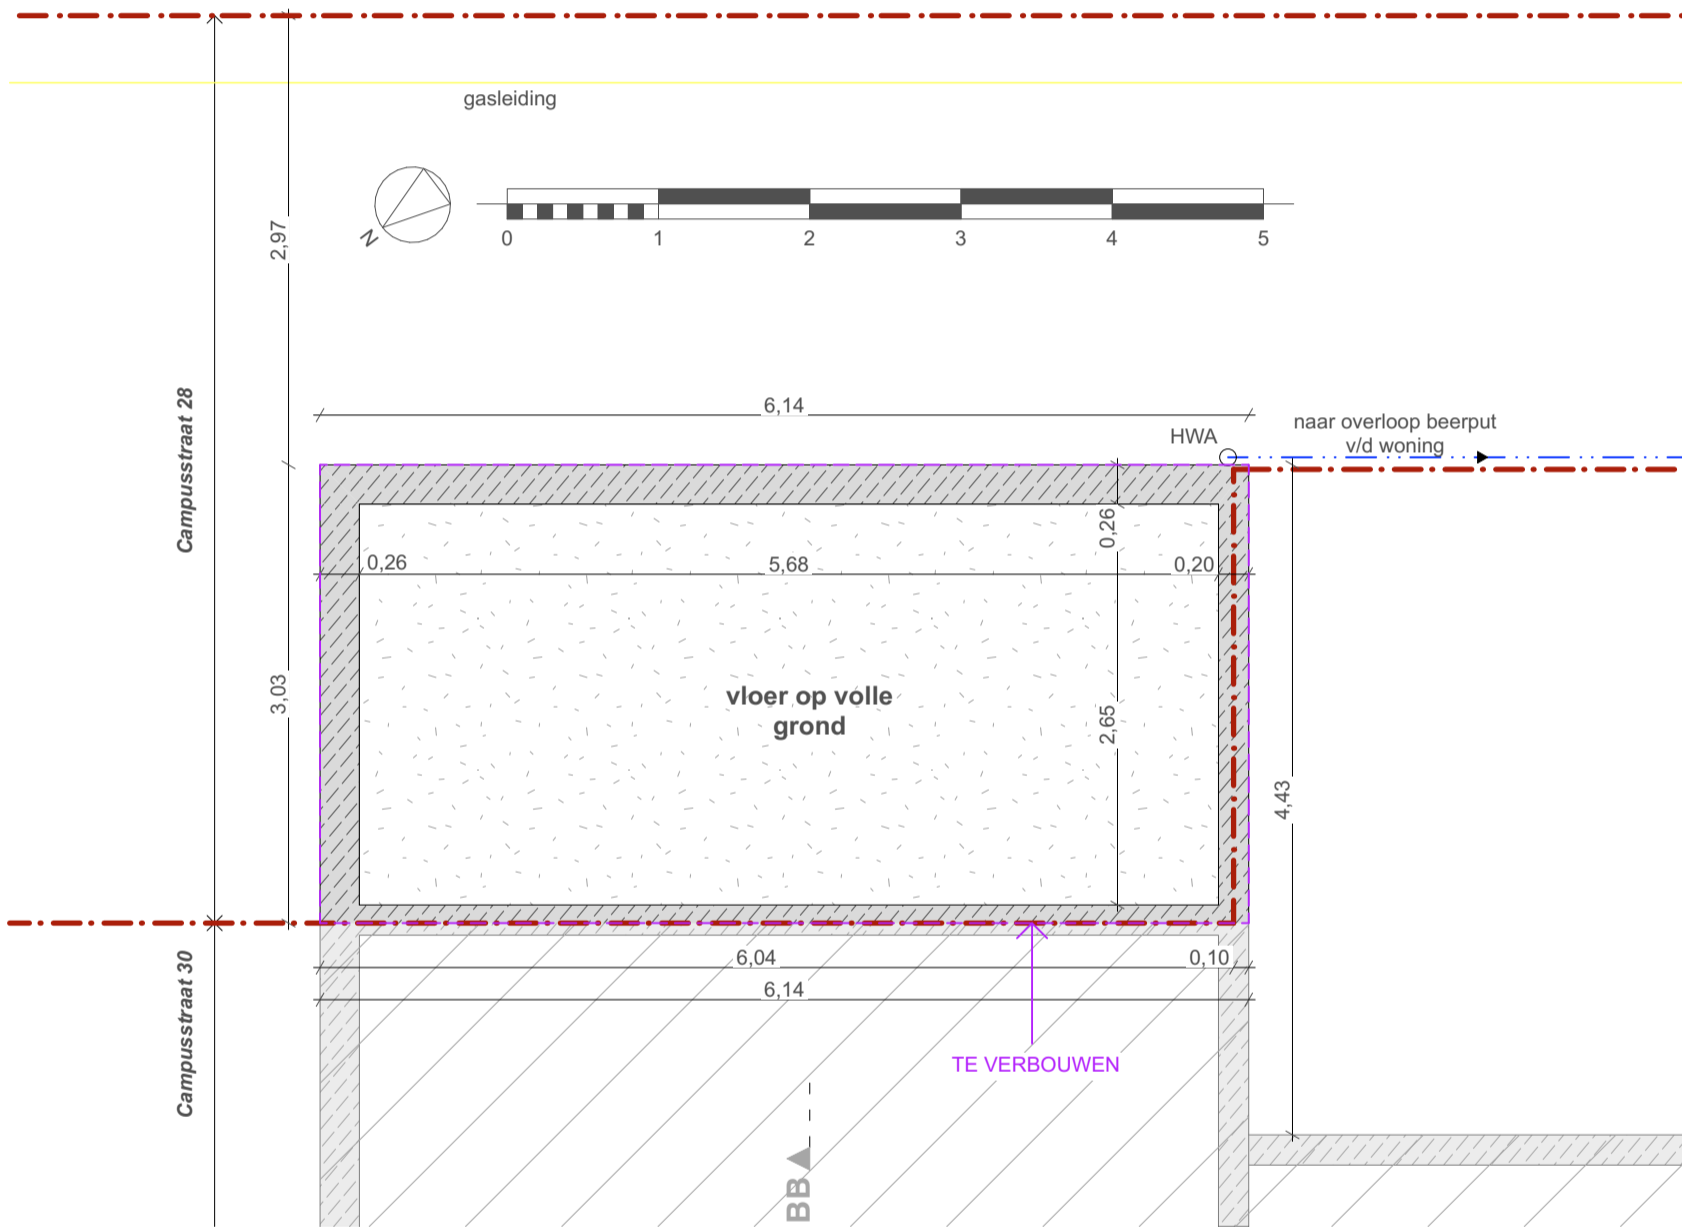 gasleiding
N
0 1 2 3 4 5
2,97
Campusstraat 28
6,14
HWA
naar overloop beerput
v/d woning
0,26
0,26
5,68
0,20
3,03
vloer op volle
grond
2,65
4,43
6,04
0,10
6,14
Campusstraat 30
TE VERBOUWEN
BB